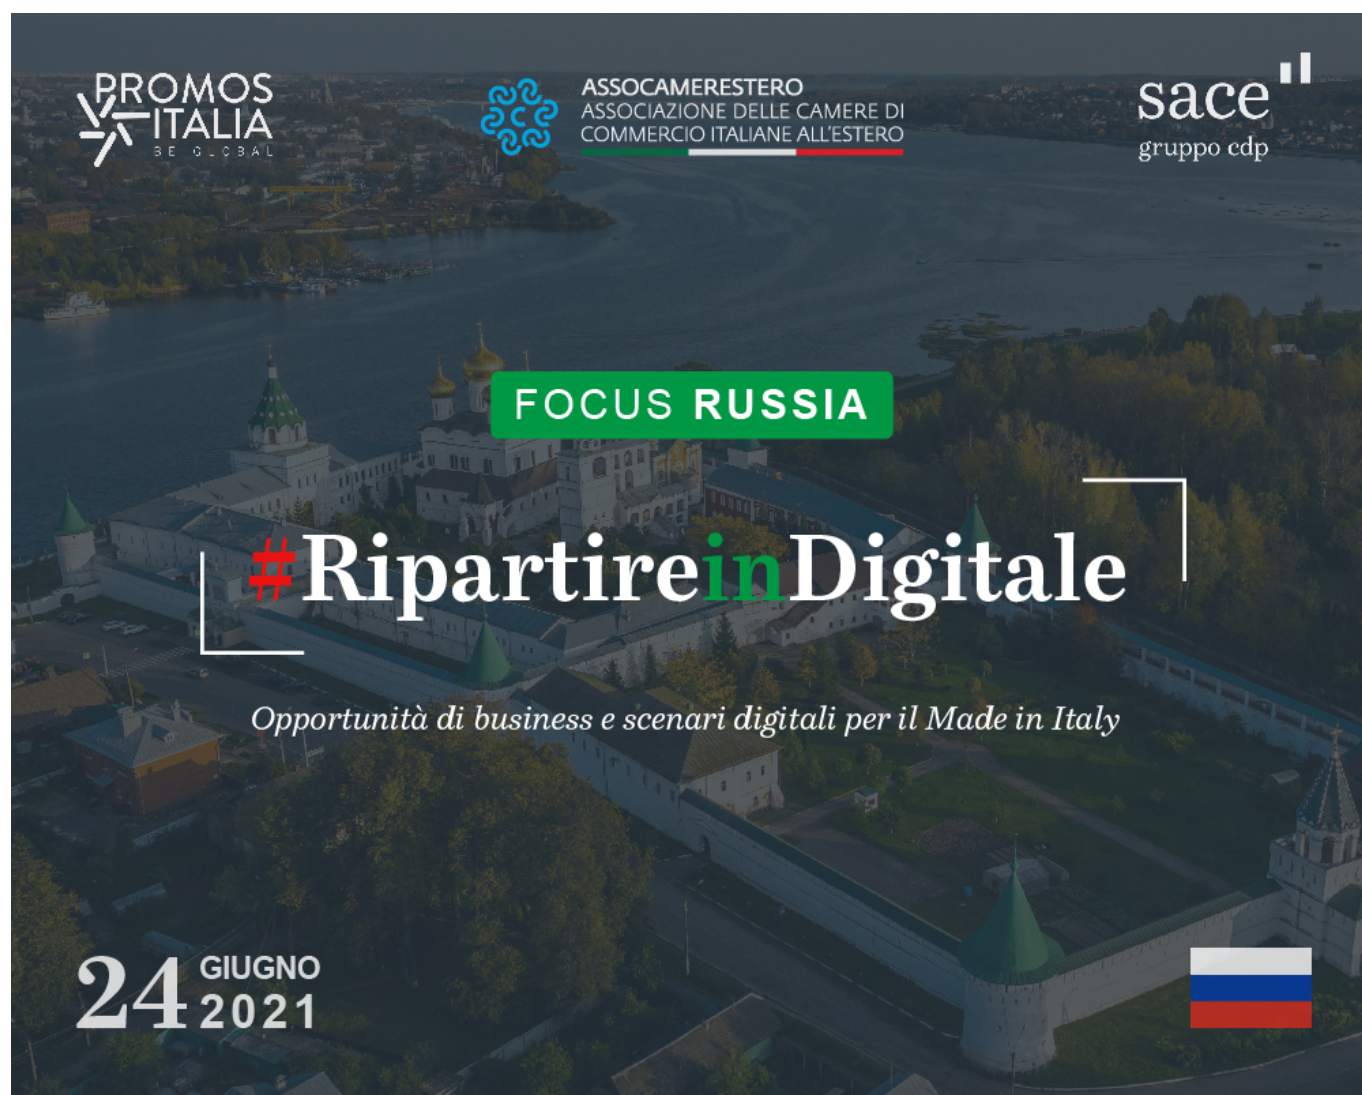 PROMOS
ITALIA
BE GLOBAL
ASSOCAMERESTERO
ASSOCIAZIONE DELLE CAMERE DI
COMMERCIO ITALIANE ALL'ESTERO
sace
gruppo cdp
FOCUS RUSSIA
#RipartireinDigitale
Opportunità di business e scenari digitali per il Made in Italy
24 GIUGNO
2021